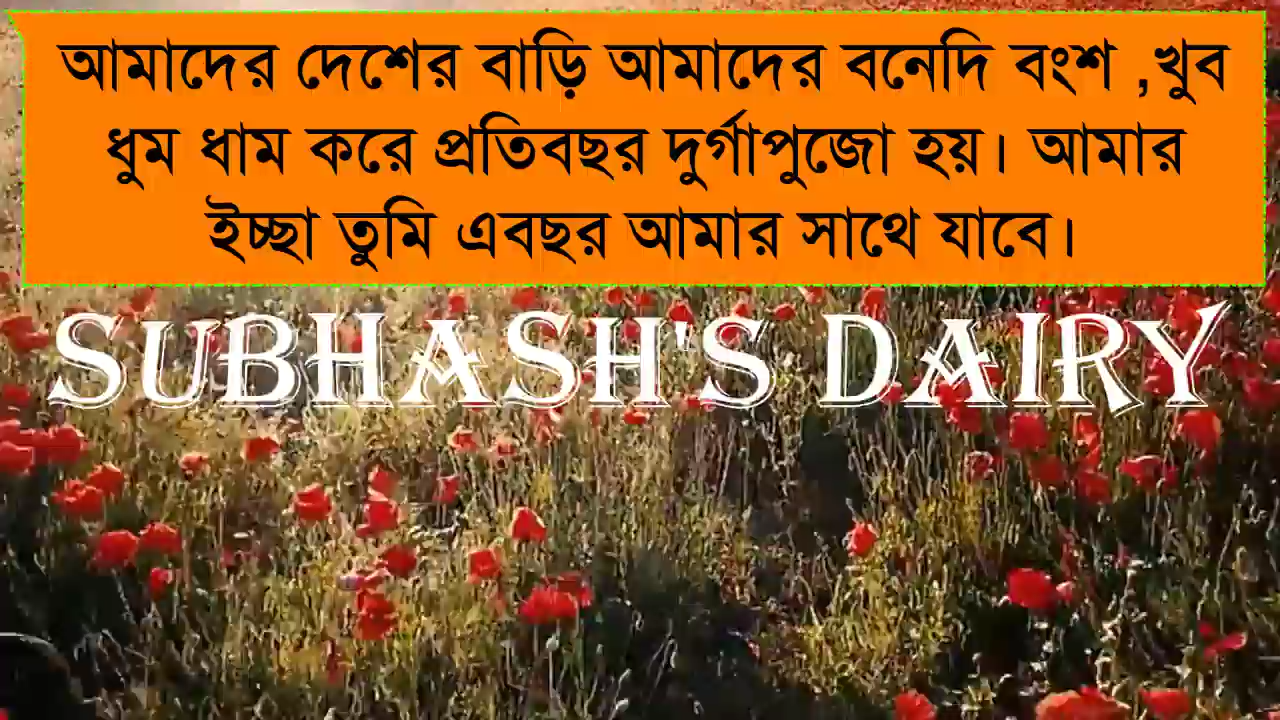 আমাদের দেশের বাড়ি আমাদের বনেদি বংশ ,খুব
ধুম ধাম করে প্রতিবছর দুর্গাপুজো হয়। আমার
ইচ্ছা তুমি এবছর আমার সাথে যাবে।
SUBHASH'S DAIRY